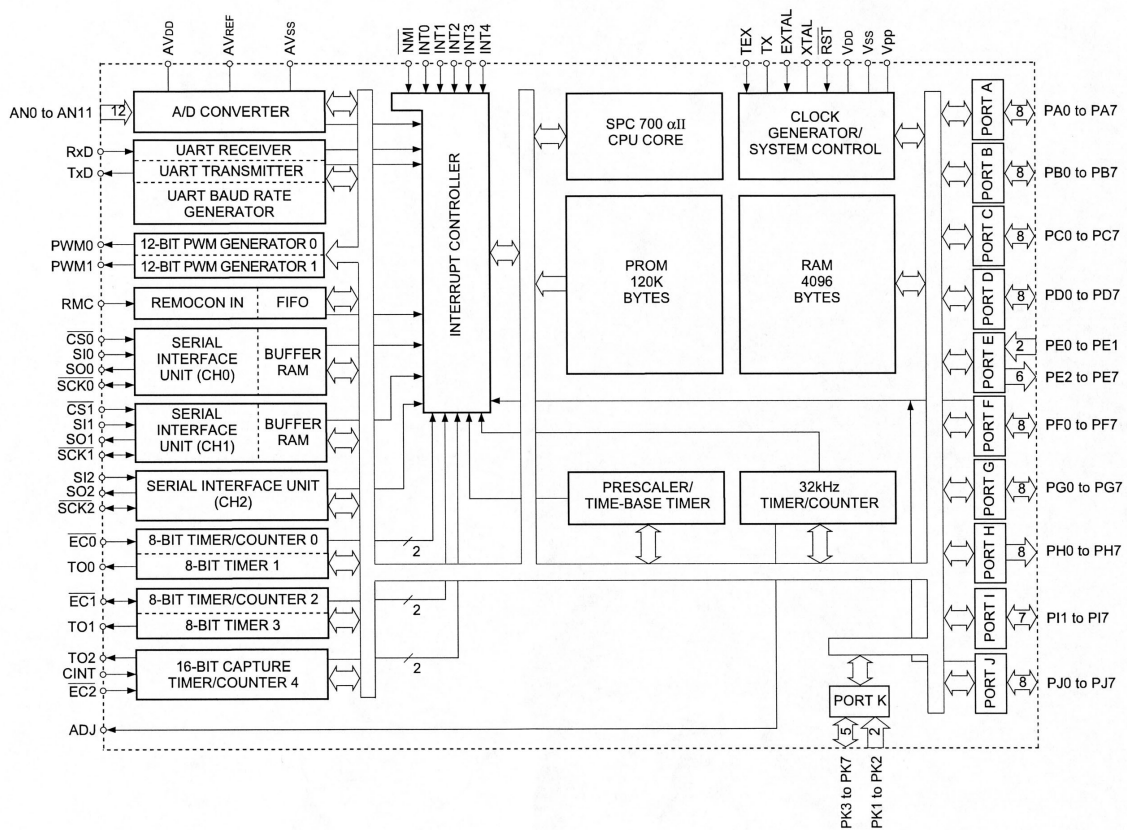 AVDD
AVREF
AVSS
NMI
INT0
INT1
INT2
INT3
INT4
TEX
TX
EXTAL
XTAL
RST
VDD
VSS
Vpp
AN0 to AN11
12
A/D CONVERTER
RxD
TxD
UART RECEIVER
UART TRANSMITTER
UART BAUD RATE
GENERATOR
PWM0
PWM1
12-BIT PWM GENERATOR 0
12-BIT PWM GENERATOR 1
RMC
REMOCON IN
FIFO
CS0
SI0
SO0
SCK0
SERIAL
INTERFACE
UNIT (CH0)
BUFFER
RAM
CS1
SI1
SO1
SCK1
SERIAL
INTERFACE
UNIT (CH1)
BUFFER
RAM
SI2
SO2
SCK2
SERIAL INTERFACE UNIT
(CH2)
EC0
TO0
8-BIT TIMER/COUNTER 0
8-BIT TIMER 1
2
EC1
TO1
8-BIT TIMER/COUNTER 2
8-BIT TIMER 3
2
TO2
CINT
EC2
16-BIT CAPTURE
TIMER/COUNTER 4
2
ADJ
INTERRUPT CONTROLLER
SPC 700 αII
CPU CORE
CLOCK
GENERATOR/
SYSTEM CONTROL
PROM
120K
BYTES
RAM
4096
BYTES
PRESCALER/
TIME-BASE TIMER
32kHz
TIMER/COUNTER
PORT A
8
PA0 to PA7
PORT B
8
PB0 to PB7
PORT C
8
PC0 to PC7
PORT D
8
PD0 to PD7
PORT E
2
PE0 to PE1
6
PE2 to PE7
PORT F
8
PF0 to PF7
PORT G
8
PG0 to PG7
PORT H
8
PH0 to PH7
PORT I
7
PI1 to PI7
PORT J
8
PJ0 to PJ7
PORT K
5
2
PK3 to PK7
PK1 to PK2